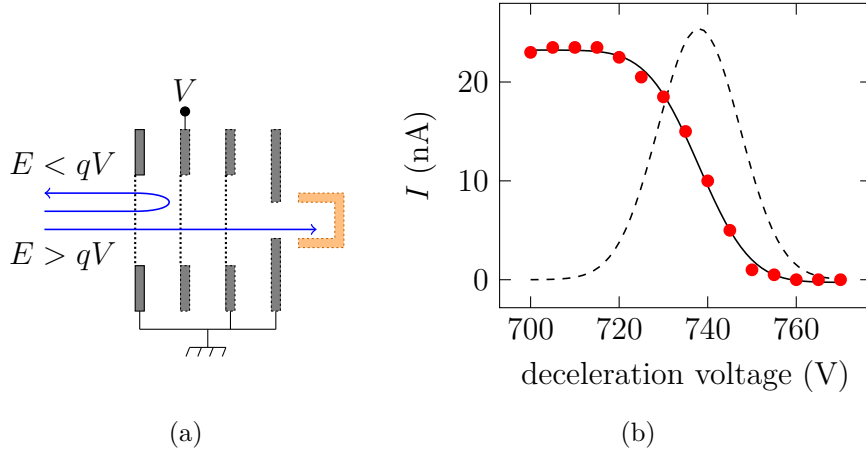 V
E < qV
E > qV
(a)
I (nA)
20
10
0
700
720
740
760
deceleration voltage (V)
(b)